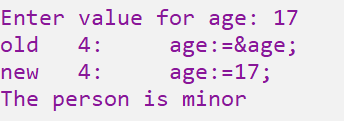 Enter value for age: 17
old   4:     age:=&age;
new   4:     age:=17;
The person is minor